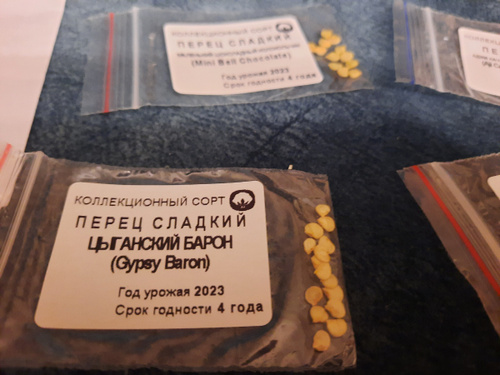 КОЛЛЕКЦИОННЫЙ СОРТ
ПЕРЕЦ СЛАДКИЙ
(Mini Bell Chocolate)
Год урожая 2023
Срок годности 4 года
КОЛЛЕКЦИОННЫЙ
КОЛЛЕКЦИОННЫЙ СОРТ
ПЕРЕЦ СЛАДКИЙ
ЦЫГАНСКИЙ БАРОН
(Gypsy Baron)
Год урожая 2023
Срок годности 4 года